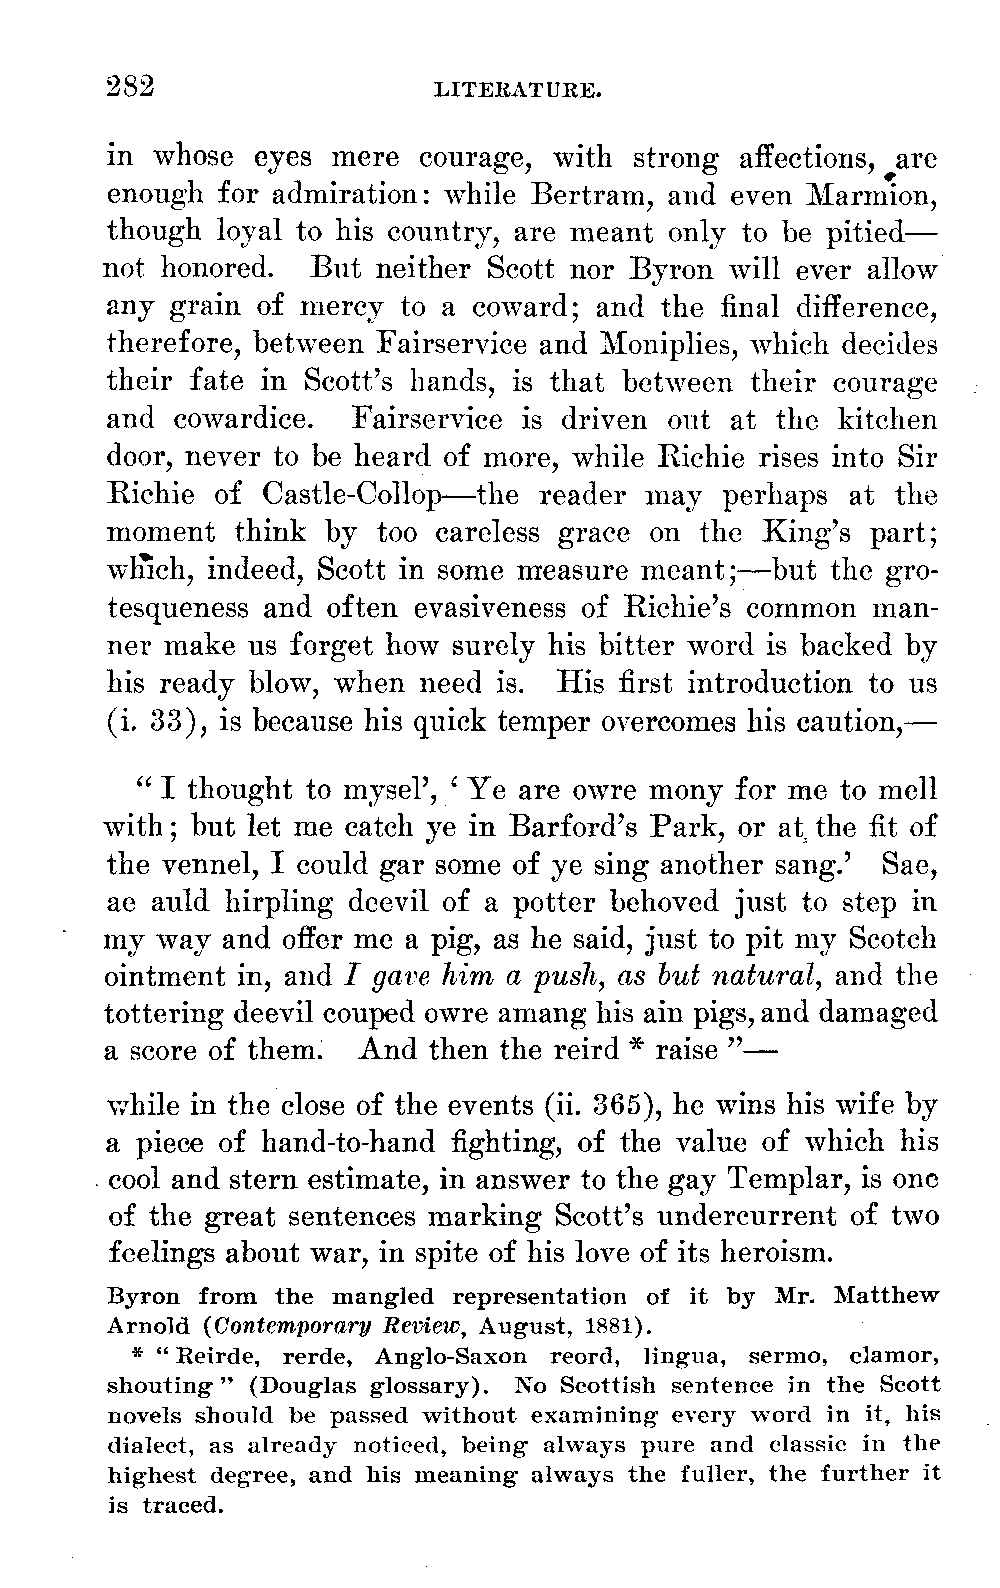 282 LITERATURE.
in whose eyes mere courage, with strong affections, are
enough for admiration: while Bertram, and even Marmion,
though loyal to his country, are meant only to be pitied—
not honored. But neither Scott nor Byron will ever allow
any grain of mercy to a coward; and the final difference,
therefore, between Fairservice and Moniplies, which decides
their fate in Scott's hands, is that between their courage
and cowardice. Fairservice is driven out at the kitchen
door, never to be heard of more, while Richie rises into Sir
Richie of Castle-Collop—the reader may perhaps at the
moment think by too careless grace on the King's part;
which, indeed, Scott in some measure meant;—but the gro-
tesqueness and often evasiveness of Richie's common man-
ner make us forget how surely his bitter word is backed by
his ready blow, when need is. His first introduction to us
(i. 33), is because his quick temper overcomes his caution,—
“I thought to mysel’, ‘Ye are owre mony for me to mell
with; but let me catch ye in Barford's Park, or at the fit of
the vennel, I could gar some of ye sing another sang.’ Sae,
ae auld hirpling deevil of a potter behoved just to step in
my way and offer me a pig, as he said, just to pit my Scotch
ointment in, and I gave him a push, as but natural, and the
tottering deevil couped owre amang his ain pigs, and damaged
a score of them. And then the reird * raise”—
while in the close of the events (ii. 365), he wins his wife by
a piece of hand-to-hand fighting, of the value of which his
cool and stern estimate, in answer to the gay Templar, is one
of the great sentences marking Scott's undercurrent of two
feelings about war, in spite of his love of its heroism.
Byron from the mangled representation of it by Mr. Matthew
Arnold (Contemporary Review, August, 1881).
* “Reirde, rerde, Anglo-Saxon reord, lingua, sermo, clamor,
shouting” (Douglas glossary). No Scottish sentence in the Scott
novels should be passed without examining every word in it, his
dialect, as already noticed, being always pure and classic in the
highest degree, and his meaning always the fuller, the further it
is traced.